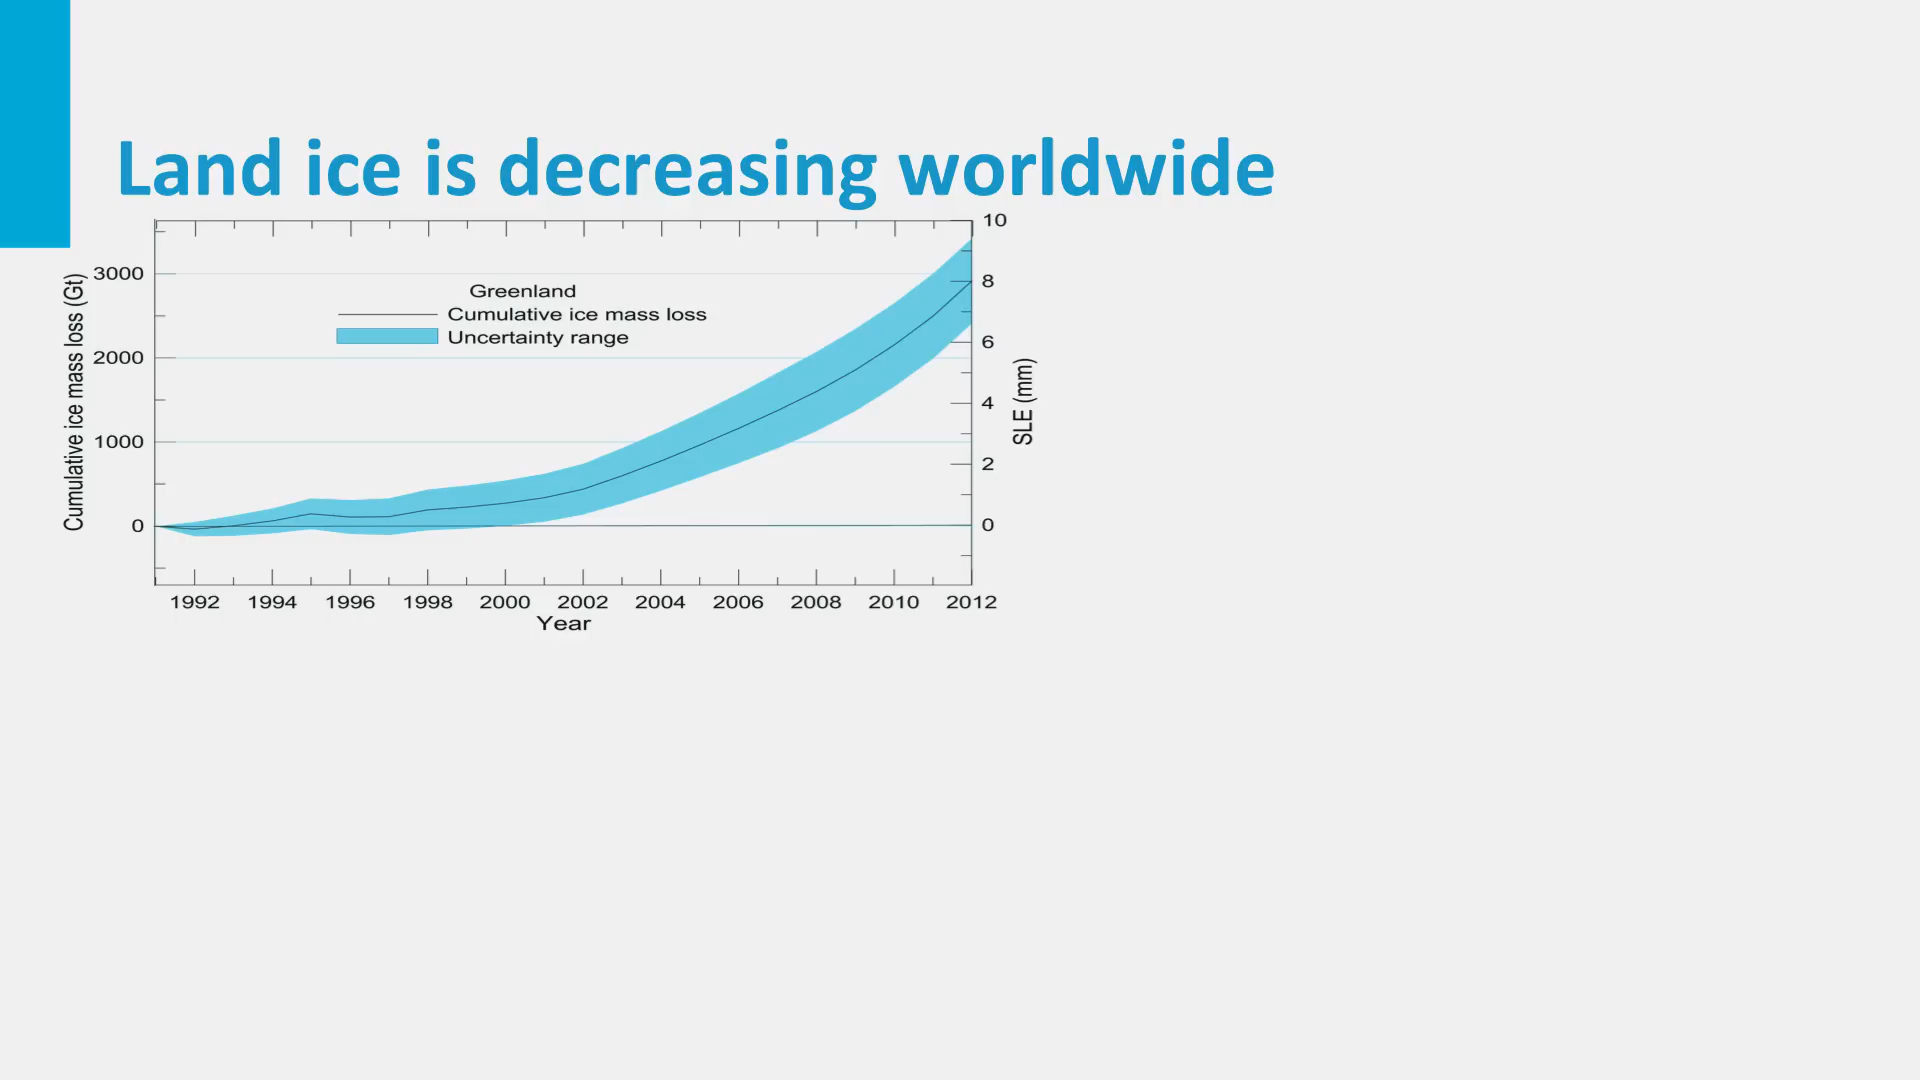 Land ice is decreasing worldwide
Cumulative ice mass loss (Gt)
3000
2000
1000
0
Greenland
Cumulative ice mass loss
Uncertainty range
10
8
6
4
2
0
SLE (mm)
1992 1994 1996 1998 2000 2002 2004 2006 2008 2010 2012
Year